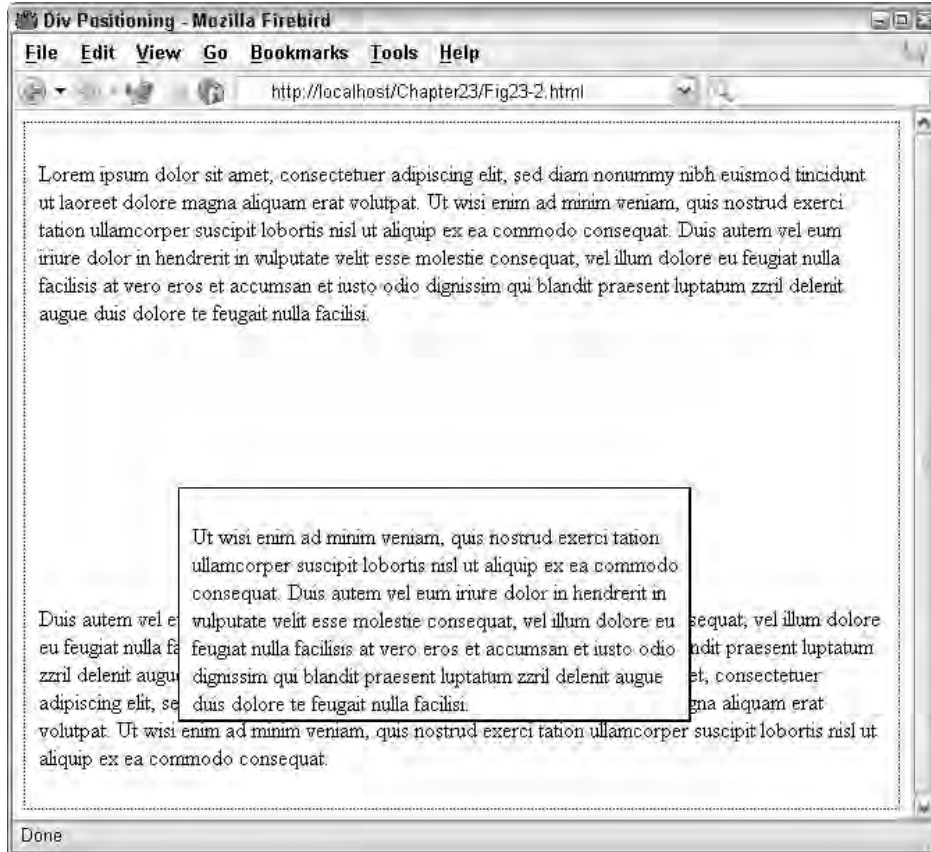 Div Positioning - Mozilla Firebird
File Edit View Go Bookmarks Tools Help
http://localhost/Chapter23/Fig23-2.html
Lorem ipsum dolor sit amet, consectetuer adipiscing elit, sed diam nonummy nibh euismod tincidunt
ut laoreet dolore magna aliquam erat volutpat. Ut wisi enim ad minim veniam, quis nostrud exerci
tation ullamcorper suscipit lobortis nisl ut aliquip ex ea commodo consequat. Duis autem vel eum
iriure dolor in hendrerit in vulputate velit esse molestie consequat, vel illum dolore eu feugiat nulla
facilisis at vero eros et accumsan et iusto odio dignissim qui blandit praesent luptatum zzril delenit
augue duis dolore te feugait nulla facilisi.
Ut wisi enim ad minim veniam, quis nostrud exerci tation
ullamcorper suscipit lobortis nisl ut aliquip ex ea commodo
consequat. Duis autem vel eum iriure dolor in hendrerit in
vulputate velit esse molestie consequat, vel illum dolore eu
feugiat nulla facilisis at vero eros et accumsan et iusto odio
dignissim qui blandit praesent luptatum zzril delenit augue
duis dolore te feugait nulla facilisi.
Duis autem vel e sequat, vel illum dolore
eu feugiat nulla fa ndit praesent luptatum
zzril delenit augu et, consectetuer
adipiscing elit, se gna aliquam erat
volutpat. Ut wisi enim ad minim veniam, quis nostrud exerci tation ullamcorper suscipit lobortis nisl ut
aliquip ex ea commodo consequat.
Done